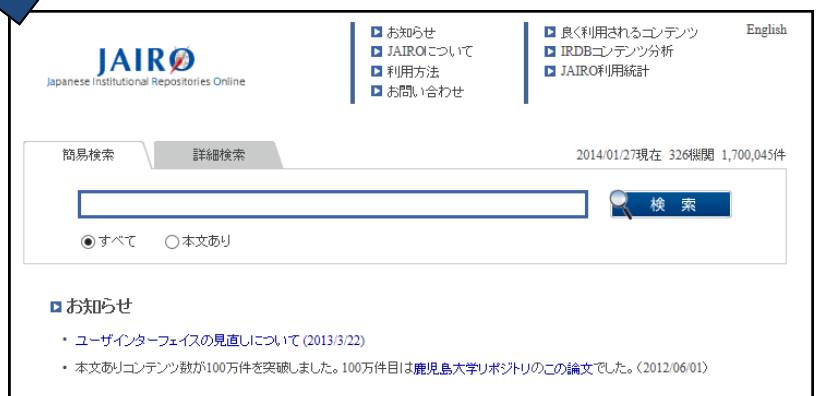 JAIRO
Japanese Institutional Repositories Online
お知らせ
JAIROについて
利用方法
お問い合わせ
良く利用されるコンテンツ
IRDBコンテンツ分析
JAIRO利用統計
English
簡易検索
詳細検索
2014/01/27現在 326機関 1,700,045件
検 索
すべて 本文あり
お知らせ
・ ユーザインターフェイスの見直しについて (2013/3/22)
・ 本文ありコンテンツ数が100万件を突破しました。100万件目は鹿児島大学リポジトリのこの論文でした。（2012/06/01）